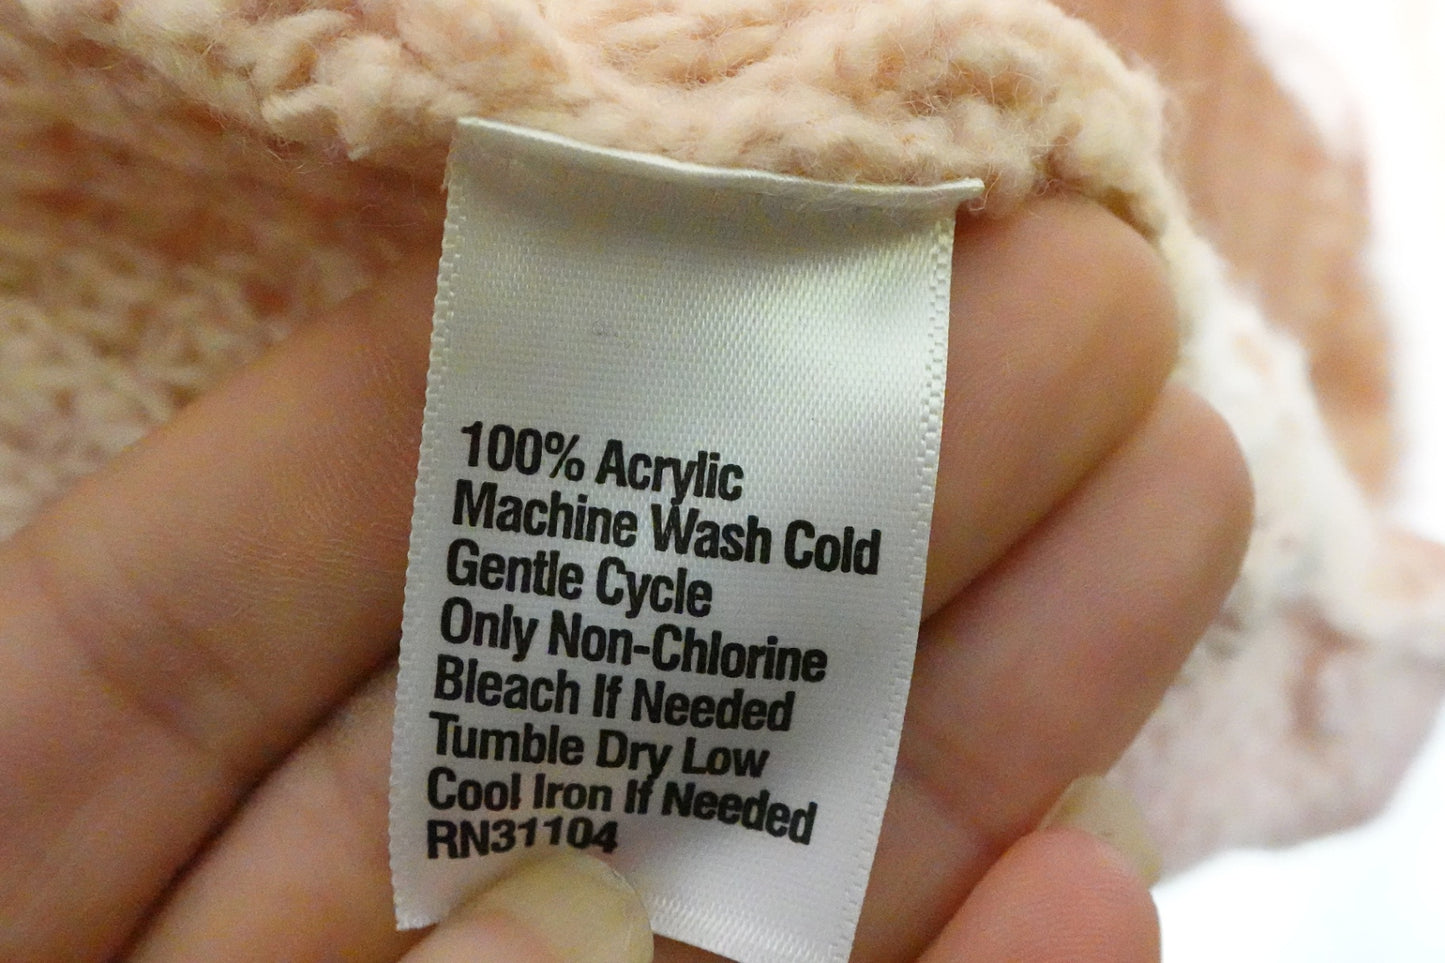 100% Acrylic
Machine Wash Cold
Gentle Cycle
Only Non-Chlorine
Bleach If Needed
Tumble Dry Low
Cool Iron If Needed
RN31104